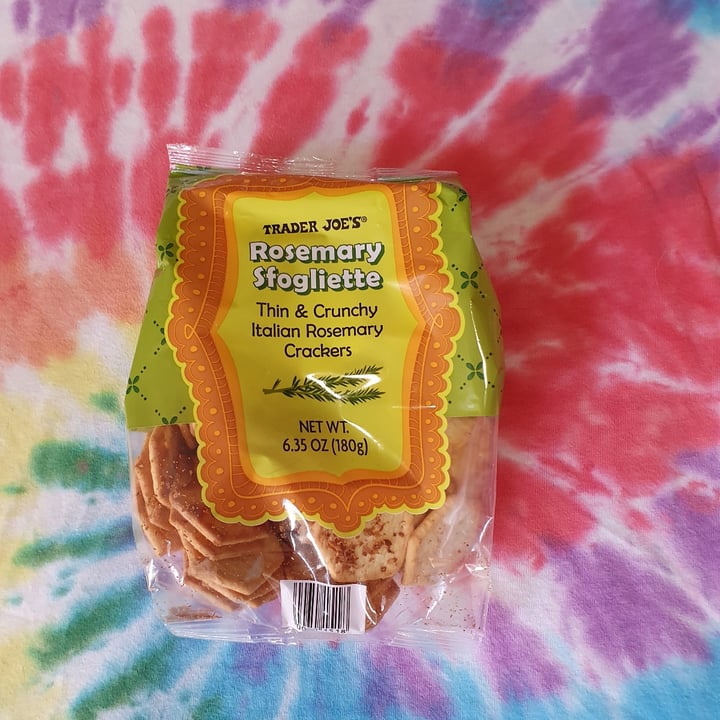 TRADER JOE'S®
Rosemary
Sfogliette
Thin & Crunchy
Italian Rosemary
Crackers
NET WT.
6.35 OZ (180g)